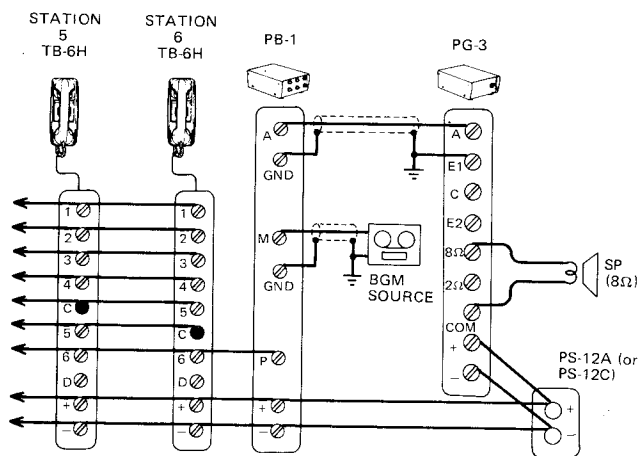 STATION
5
TB-6H
STATION
6
TB-6H
PB-1
PG-3
1
2
3
4
C
5
6
D
+
−
1
2
3
4
5
C
6
D
+
−
A
GND
M
GND
P
+
−
BGM
SOURCE
A
E1
C
E2
8Ω
2Ω
COM
+
−
SP
(8Ω)
PS-12A (or
PS-12C)
+
−